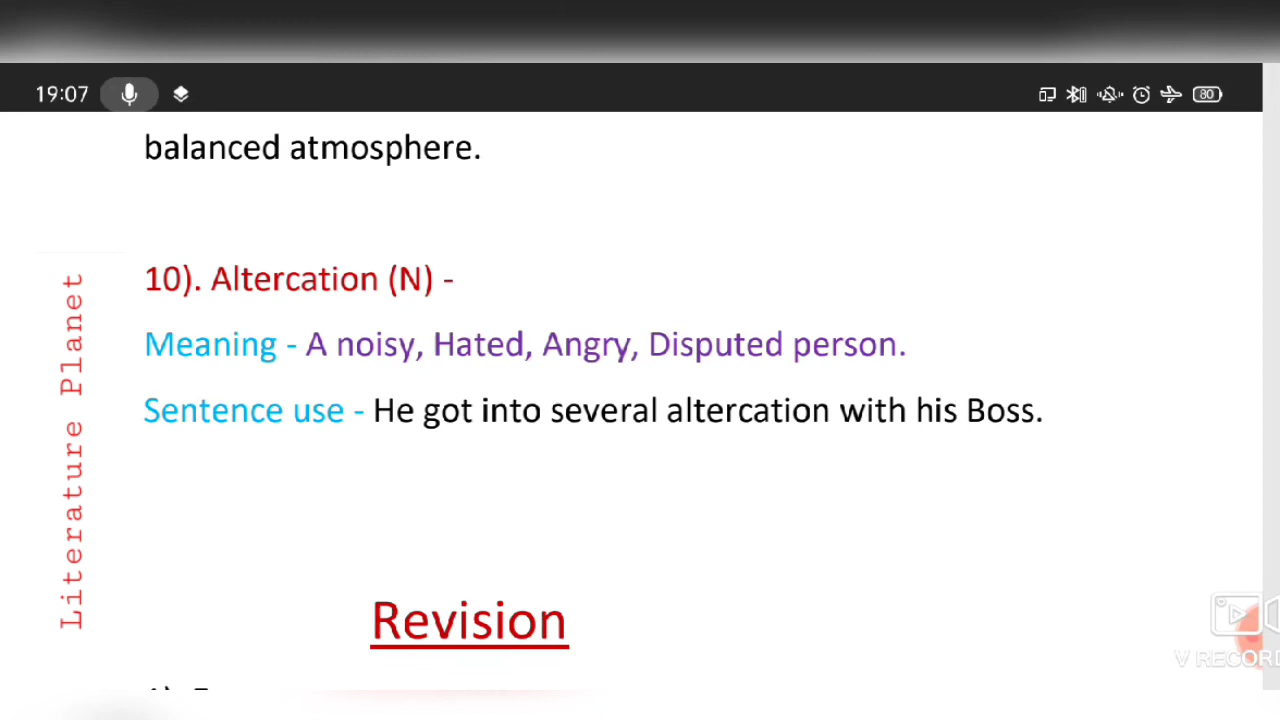 19:07
80
balanced atmosphere.
10). Altercation (N) -
Meaning - A noisy, Hated, Angry, Disputed person.
Sentence use - He got into several altercation with his Boss.
Literature Planet
Revision
V RECORD